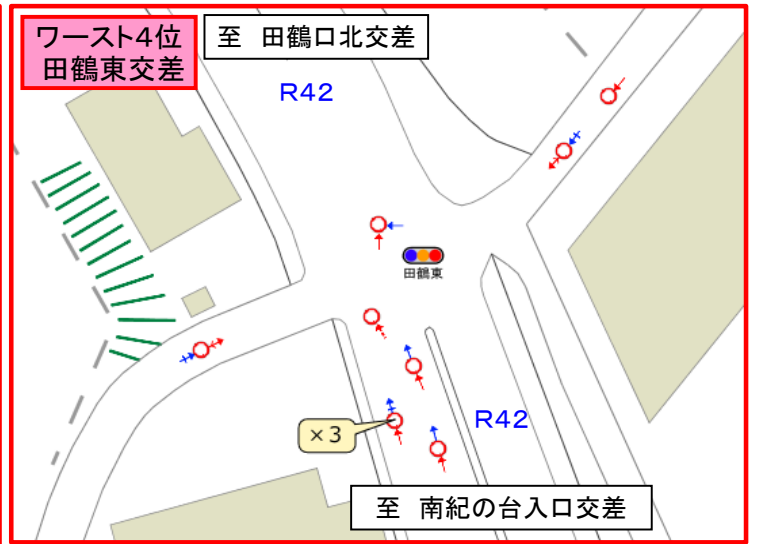 ワースト４位
田鶴東交差
至　田鶴口北交差
R42
田鶴東
×３
R42
至　南紀の台入口交差